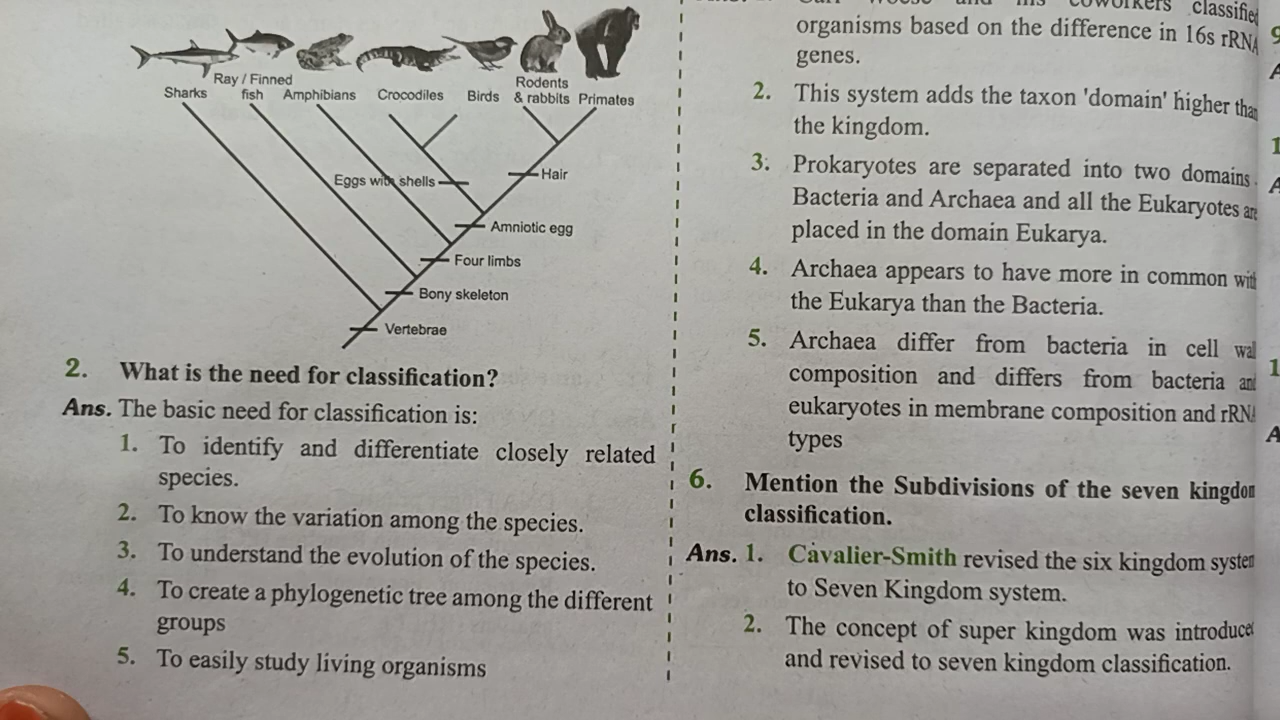 Ray / Finned
Sharks fish Amphibians Crocodiles Birds Rodents & rabbits Primates
Hair
Eggs with shells
Amniotic egg
Four limbs
Bony skeleton
Vertebrae
2. What is the need for classification?
Ans. The basic need for classification is:
1. To identify and differentiate closely related
species.
2. To know the variation among the species.
3. To understand the evolution of the species.
4. To create a phylogenetic tree among the different
groups
5. To easily study living organisms
coworkers classified
organisms based on the difference in 16s rRNA
genes.
2. This system adds the taxon 'domain' higher than
the kingdom.
3. Prokaryotes are separated into two domains
Bacteria and Archaea and all the Eukaryotes are
placed in the domain Eukarya.
4. Archaea appears to have more in common with
the Eukarya than the Bacteria.
5. Archaea differ from bacteria in cell wall
composition and differs from bacteria and
eukaryotes in membrane composition and rRNA
types
6. Mention the Subdivisions of the seven kingdom
classification.
Ans. 1. Cavalier-Smith revised the six kingdom system
to Seven Kingdom system.
2. The concept of super kingdom was introduced
and revised to seven kingdom classification.